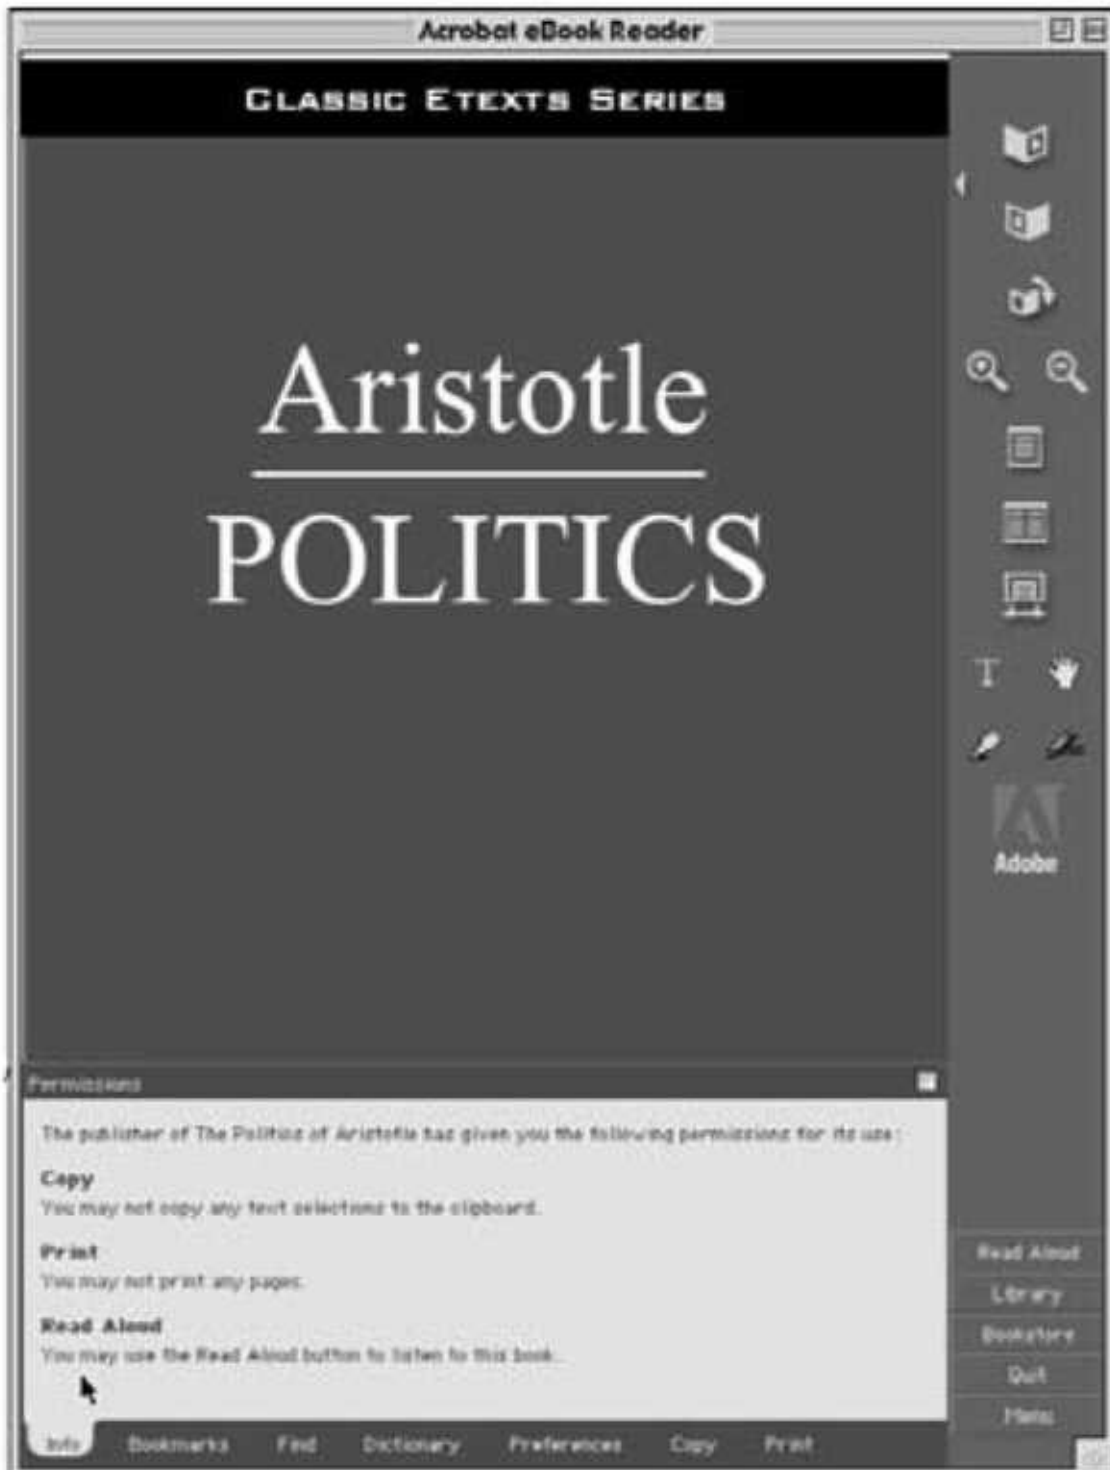 Acrobat eBook Reader
CLASSIC ETEXTS SERIES
Aristotle
POLITICS
Adobe
Permissions
The publisher of The Politics of Aristotle has given you the following permissions for its use:
Copy
You may not copy any text selections to the clipboard.
Print
You may not print any pages.
Read Aloud
You may use the Read Aloud button to listen to this book.
Read Aloud
Library
Bookstore
Quit
Menu
Info Bookmarks Find Dictionary Preferences Copy Print